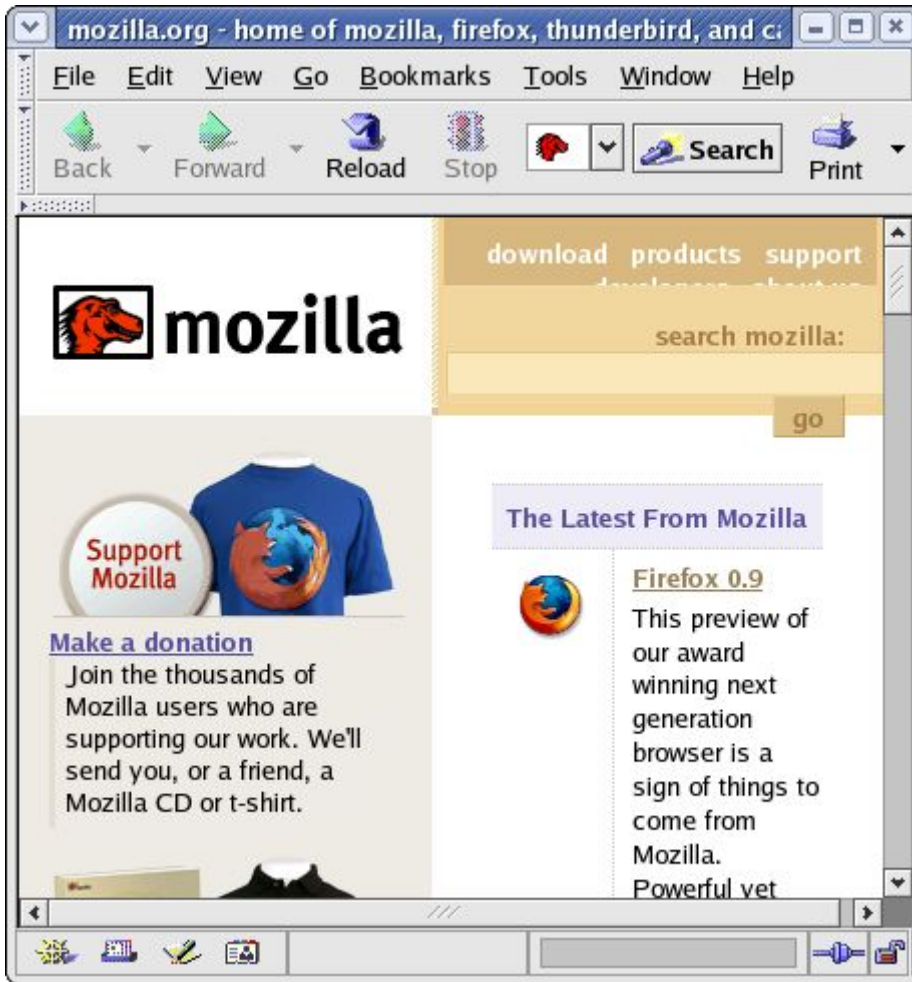 mozilla.org - home of mozilla, firefox, thunderbird, and ca
File Edit View Go Bookmarks Tools Window Help
Back Forward Reload Stop Search Print
download products support
developers about us
mozilla
search mozilla:
go
Support
Mozilla
Make a donation
Join the thousands of
Mozilla users who are
supporting our work. We'll
send you, or a friend, a
Mozilla CD or t-shirt.
The Latest From Mozilla
Firefox 0.9
This preview of
our award
winning next
generation
browser is a
sign of things to
come from
Mozilla.
Powerful yet